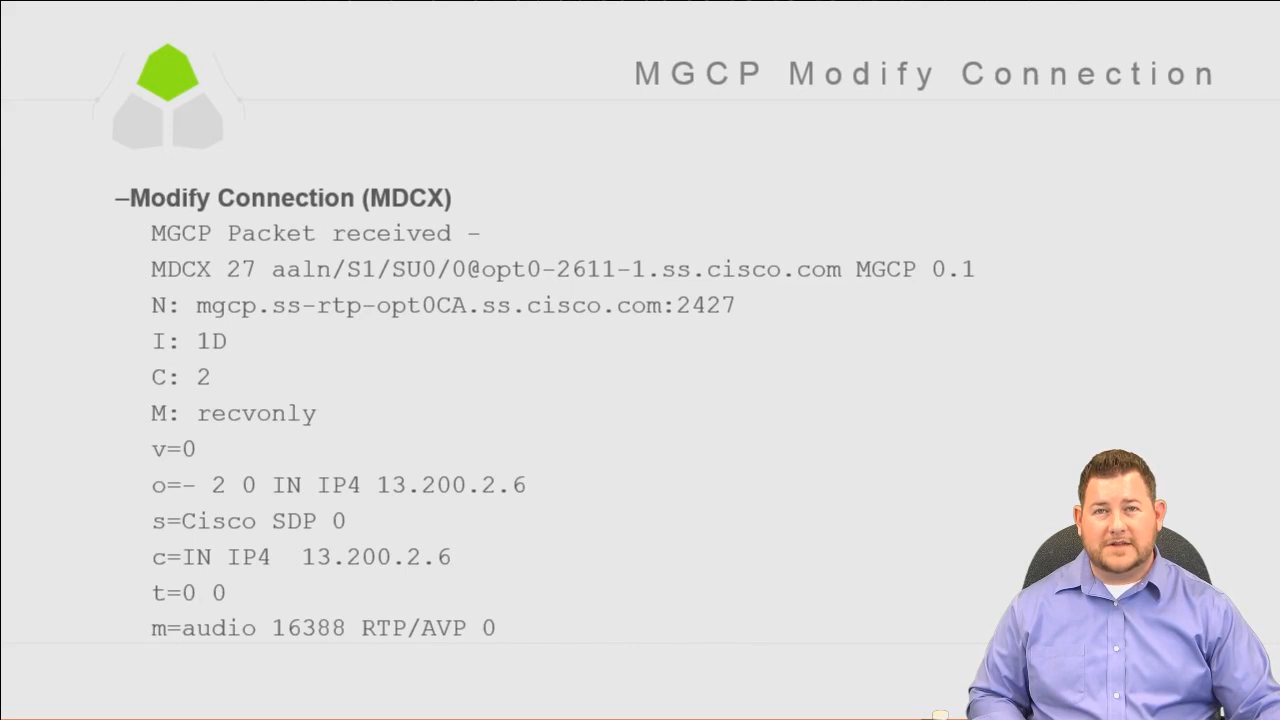 MGCP Modify Connection
–Modify Connection (MDCX)
MGCP Packet received –
MDCX 27 aaln/S1/SU0/0@opt0-2611-1.ss.cisco.com MGCP 0.1
N: mgcp.ss-rtp-opt0CA.ss.cisco.com:2427
I: 1D
C: 2
M: recvonly
v=0
o=- 2 0 IN IP4 13.200.2.6
s=Cisco SDP 0
c=IN IP4  13.200.2.6
t=0 0
m=audio 16388 RTP/AVP 0